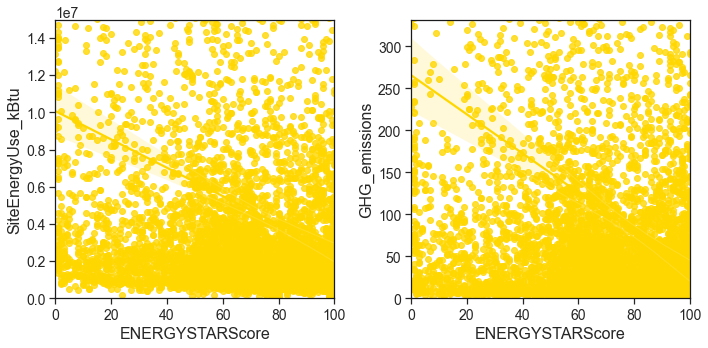 1e7
1.4
1.2
1.0
0.8
0.6
0.4
0.2
0.0
SiteEnergyUse_kBtu
0 20 40 60 80 100
ENERGYSTARScore
300
250
200
150
100
50
0
GHG_emissions
0 20 40 60 80 100
ENERGYSTARScore